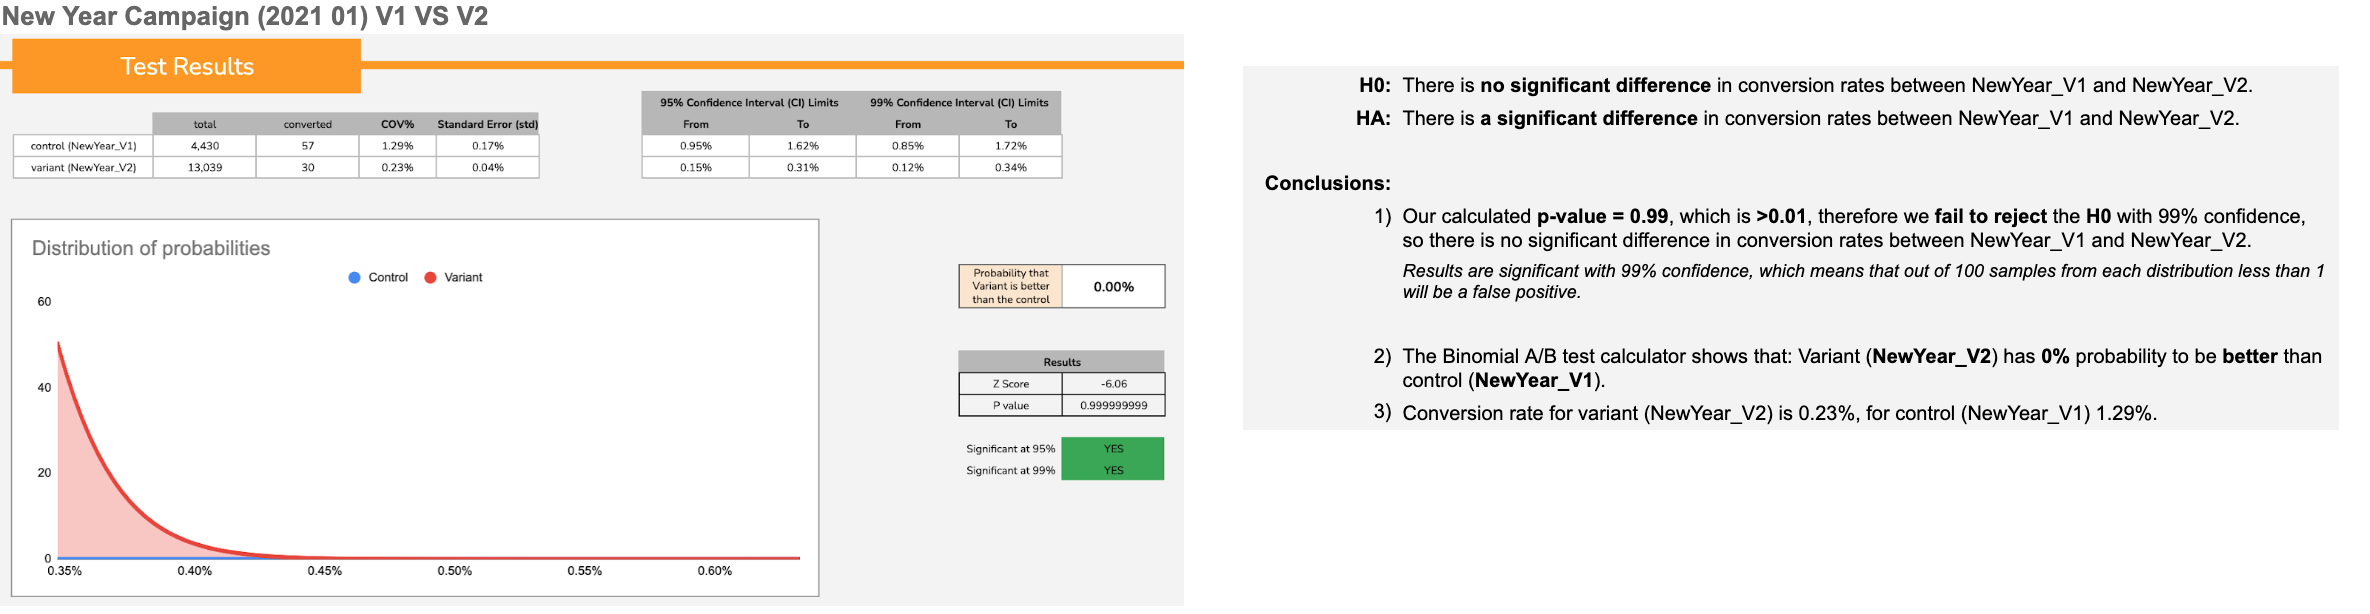 New Year Campaign (2021 01) V1 VS V2
Test Results
95% Confidence Interval (CI) Limits 99% Confidence Interval (CI) Limits
total converted COV% Standard Error (std) From To From To
control (NewYear_V1) 4,430 57 1.29% 0.17% 0.95% 1.62% 0.85% 1.72%
variant (NewYear_V2) 13,039 30 0.23% 0.04% 0.15% 0.31% 0.12% 0.34%
Distribution of probabilities
Control Variant
60
40
20
0
0.35% 0.40% 0.45% 0.50% 0.55% 0.60%
Probability that
Variant is better
than the control
0.00%
Results
Z Score -6.06
P value 0.999999999
Significant at 95% YES
Significant at 99% YES
H0: There is no significant difference in conversion rates between NewYear_V1 and NewYear_V2.
HA: There is a significant difference in conversion rates between NewYear_V1 and NewYear_V2.
Conclusions:
1) Our calculated p-value = 0.99, which is >0.01, therefore we fail to reject the H0 with 99% confidence,
so there is no significant difference in conversion rates between NewYear_V1 and NewYear_V2.
Results are significant with 99% confidence, which means that out of 100 samples from each distribution less than 1
will be a false positive.
2) The Binomial A/B test calculator shows that: Variant (NewYear_V2) has 0% probability to be better than
control (NewYear_V1).
3) Conversion rate for variant (NewYear_V2) is 0.23%, for control (NewYear_V1) 1.29%.